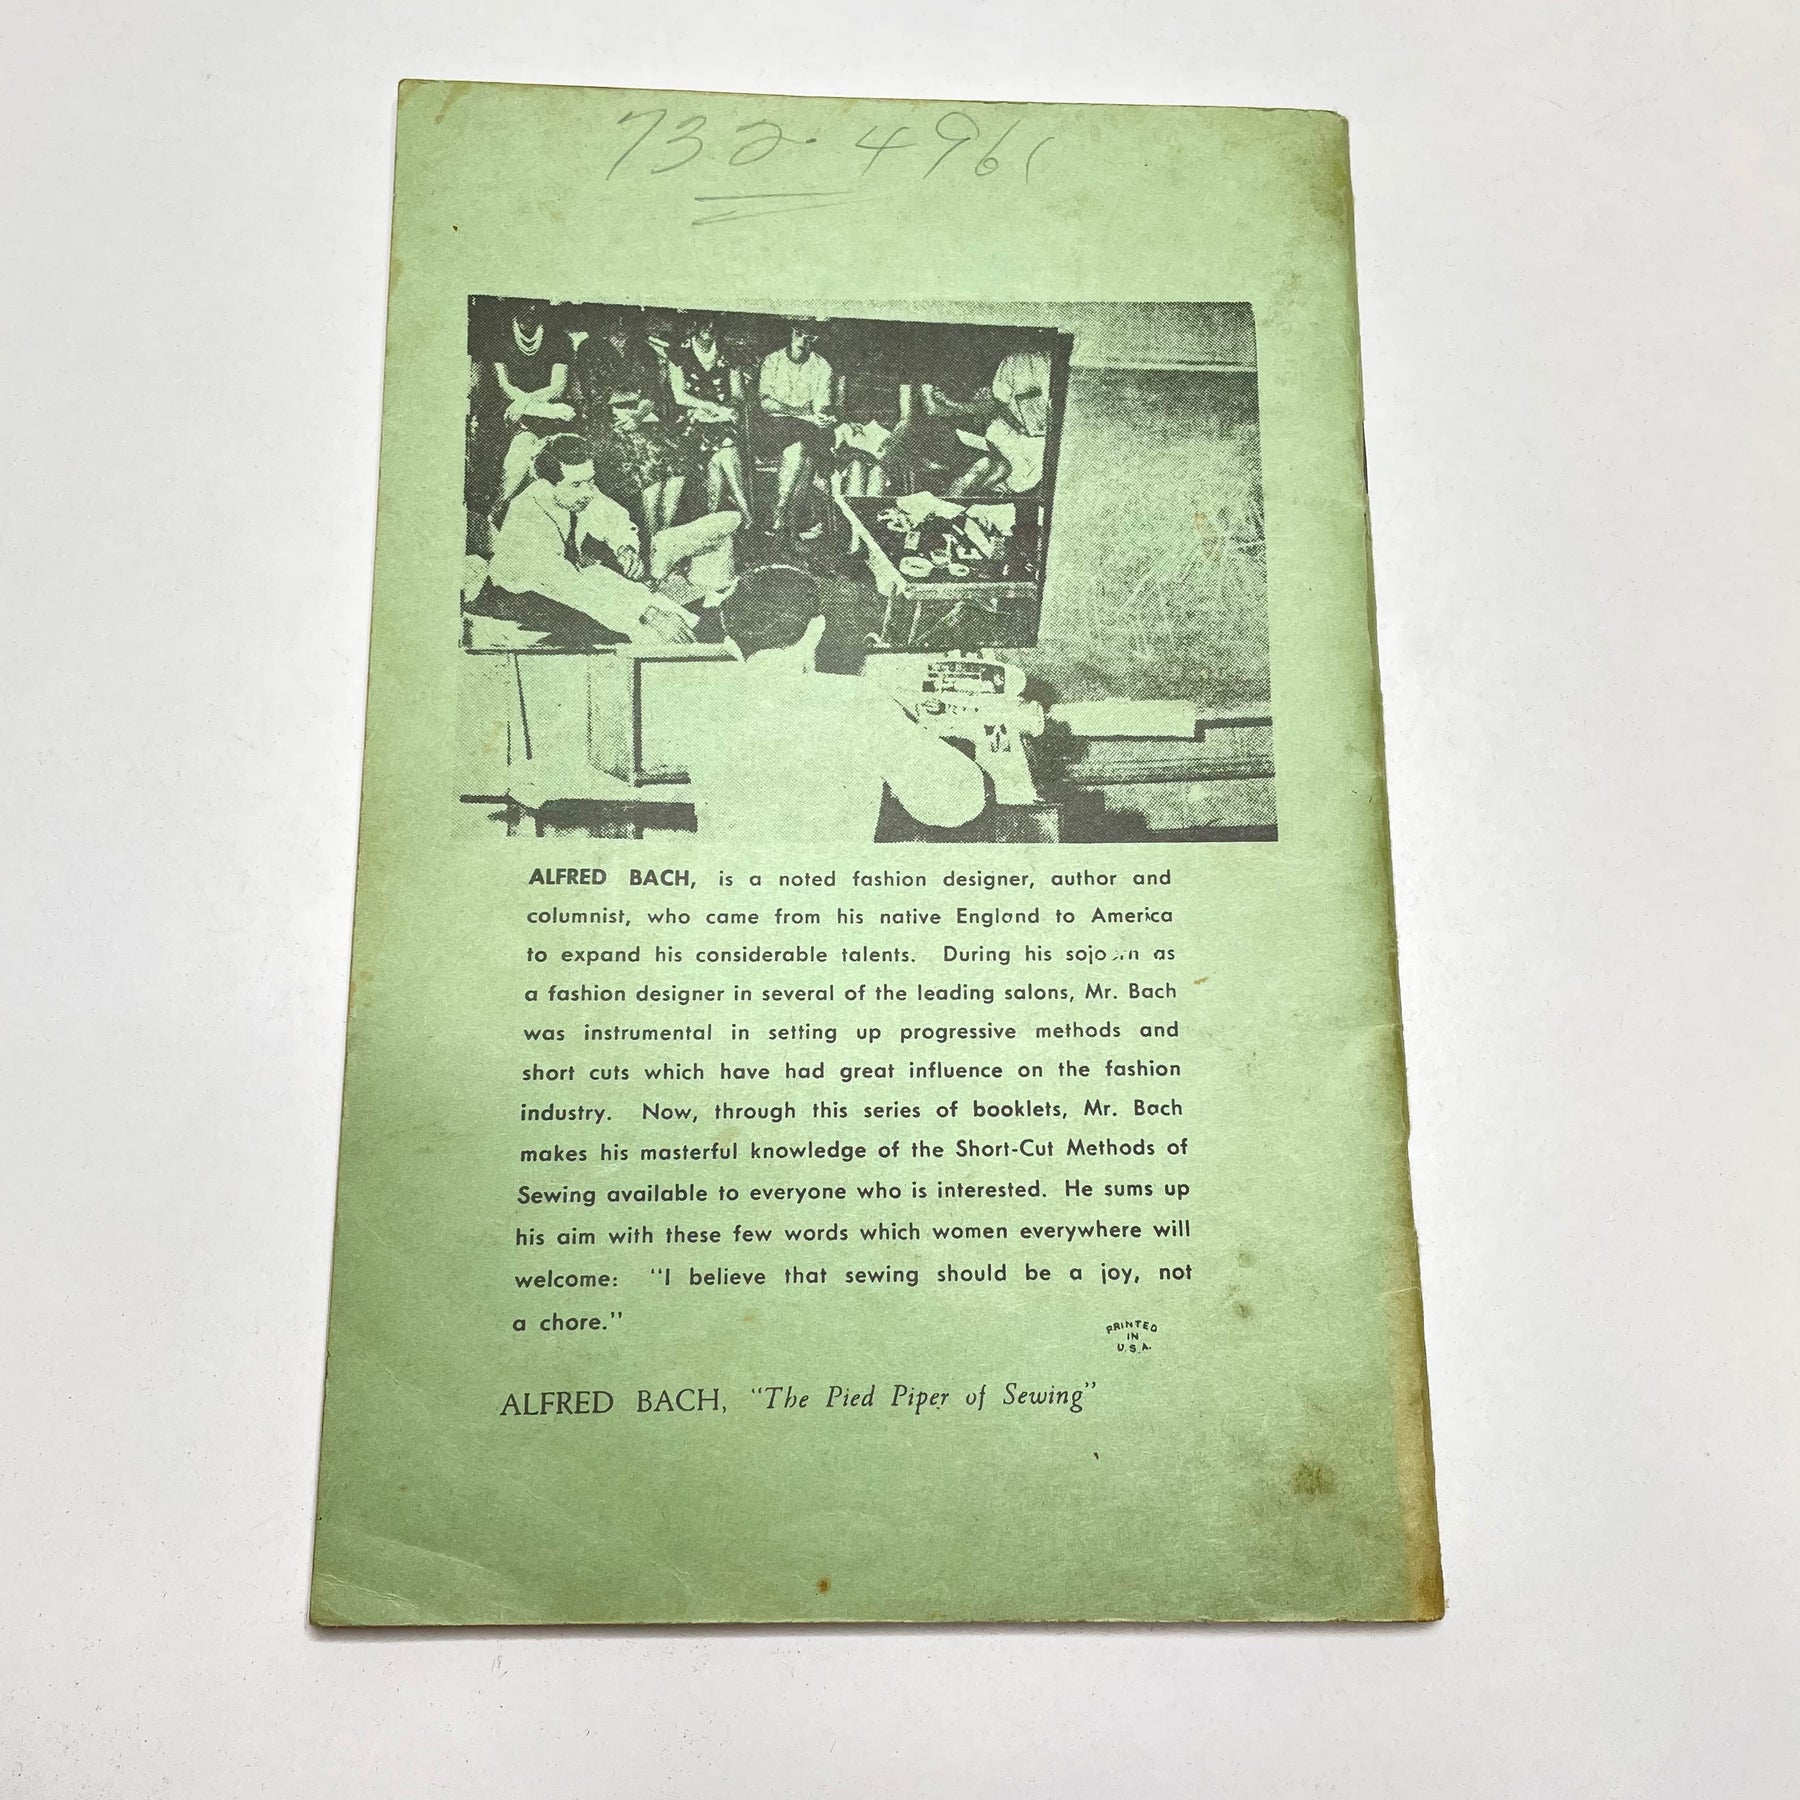 732-4961
ALFRED BACH, is a noted fashion designer, author and
columnist, who came from his native England to America
to expand his considerable talents. During his sojourn as
a fashion designer in several of the leading salons, Mr. Bach
was instrumental in setting up progressive methods and
short cuts which have had great influence on the fashion
industry. Now, through this series of booklets, Mr. Bach
makes his masterful knowledge of the Short-Cut Methods of
Sewing available to everyone who is interested. He sums up
his aim with these few words which women everywhere will
welcome: "I believe that sewing should be a joy, not
a chore."
PRINTED
IN
U.S.A.
ALFRED BACH, "The Pied Piper of Sewing"